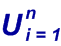 U^n_{i = 1}